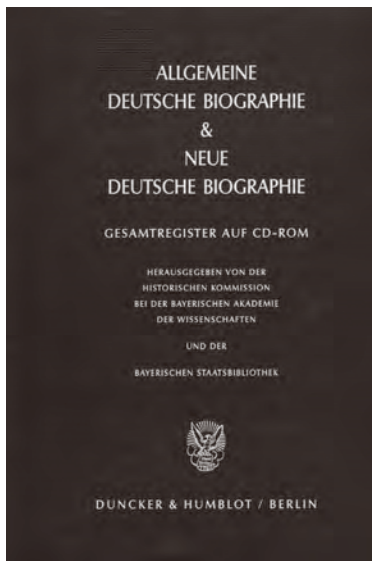 ALLGEMEINE
DEUTSCHE BIOGRAPHIE
&
NEUE
DEUTSCHE BIOGRAPHIE
GESAMTREGISTER AUF CD-ROM
HERAUSGEGEBEN VON DER
HISTORISCHEN KOMMISSION
BEI DER BAYERISCHEN AKADEMIE
DER WISSENSCHAFTEN
UND DER
BAYERISCHEN STAATSBIBLIOTHEK
DUNCKER & HUMBLOT / BERLIN